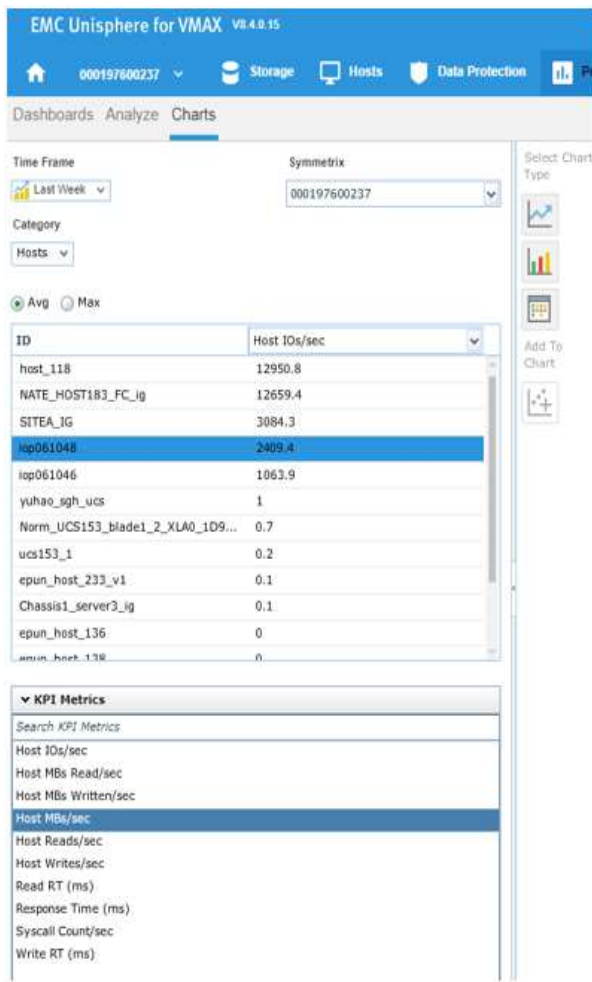 EMC Unisphere for VMAX V8.4.0.15
000197600237 Storage Hosts Data Protection
Dashboards Analyze Charts
Time Frame Symmetrix
Last Week 000197600237
Category
Hosts
Avg Max
ID Host IOs/sec
host_118 12950.8
NATE_HOST183_FC_ig 12659.4
SITEA_IG 3084.3
iop061048 2409.4
iop061046 1063.9
yuhao_sgh_ucs 1
Norm_UCS153_blade1_2_XLA0_1D9... 0.7
ucs153_1 0.2
epun_host_233_v1 0.1
Chassis1_server3_ig 0.1
epun_host_136 0
epun_host_138 0
KPI Metrics
Search KPI Metrics
Host IOs/sec
Host MBs Read/sec
Host MBs Written/sec
Host MBs/sec
Host Reads/sec
Host Writes/sec
Read RT (ms)
Response Time (ms)
Syscall Count/sec
Write RT (ms)
Select Chart
Type
Add To
Chart